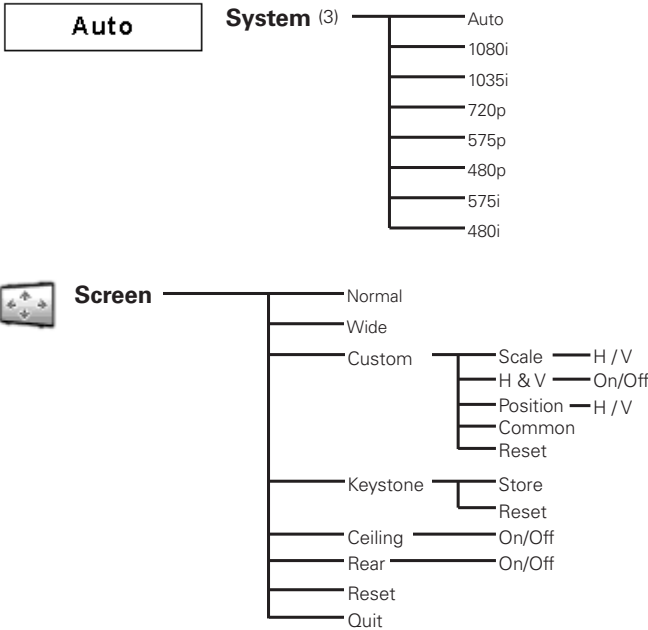 Auto
System (3)
Auto
1080i
1035i
720p
575p
480p
575i
480i
Screen
Normal
Wide
Custom
Scale H / V
H & V On/Off
Position H / V
Common
Reset
Keystone
Store
Reset
Ceiling On/Off
Rear On/Off
Reset
Quit